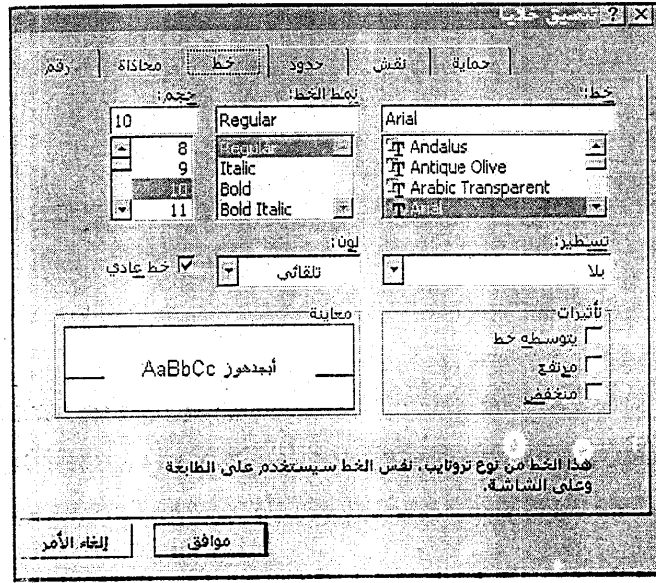 تنسيق خلايا
حماية نقش حدود خط محاذاة رقم
خط: نمط الخط: حجم:
Arial Regular 10
Andalus Regular 8
Antique Olive Italic 9
Arabic Transparent Bold 10
Arial Bold Italic 11
تسطير: لون:
بلا تلقائي خط عادي
تأثيرات معاينة
يتوسطه خط
مرتفع
منخفض
أبجدهوز AaBbCc
هذا الخط من نوع تروتايب. نفس الخط سيستخدم على الطابعة
وعلى الشاشة.
موافق إلغاء الأمر